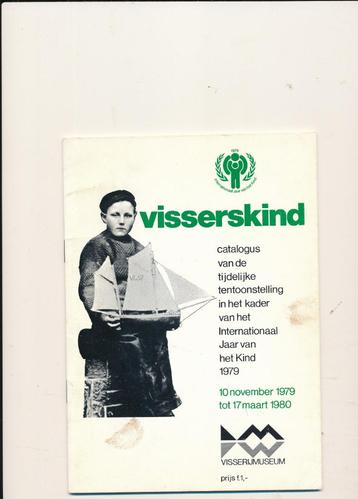 1979
visserskind
catalogus
van de
tijdelijke
tentoonstelling
in het kader
van het
Internationaal
Jaar van
het Kind
1979
10 november 1979
tot 17 maart 1980
VISSERIJMUSEUM
prijs f.1,-